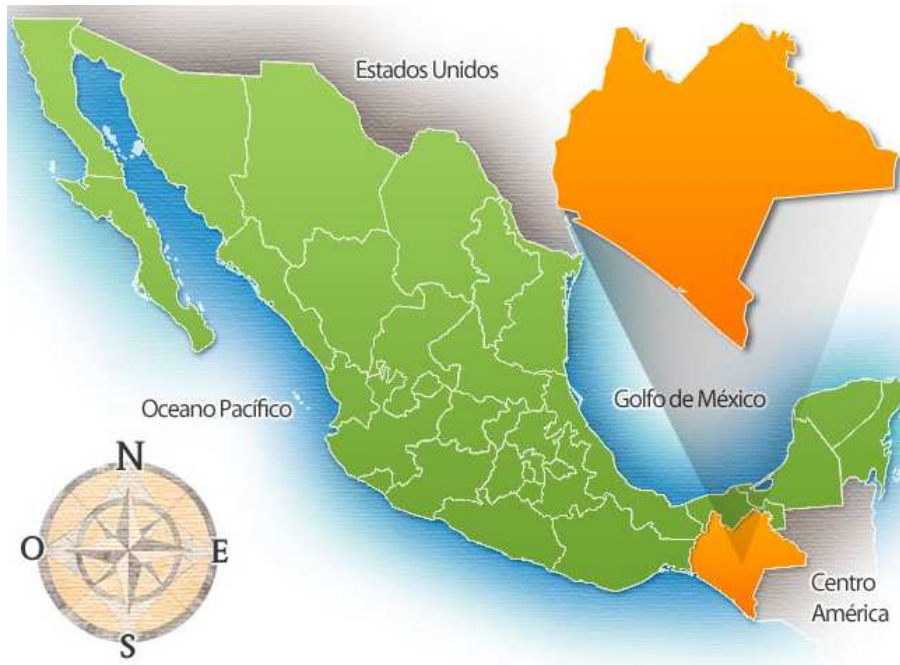 Estados Unidos
Golfo de México
Oceano Pacífico
N
O
E
S
Centro
América